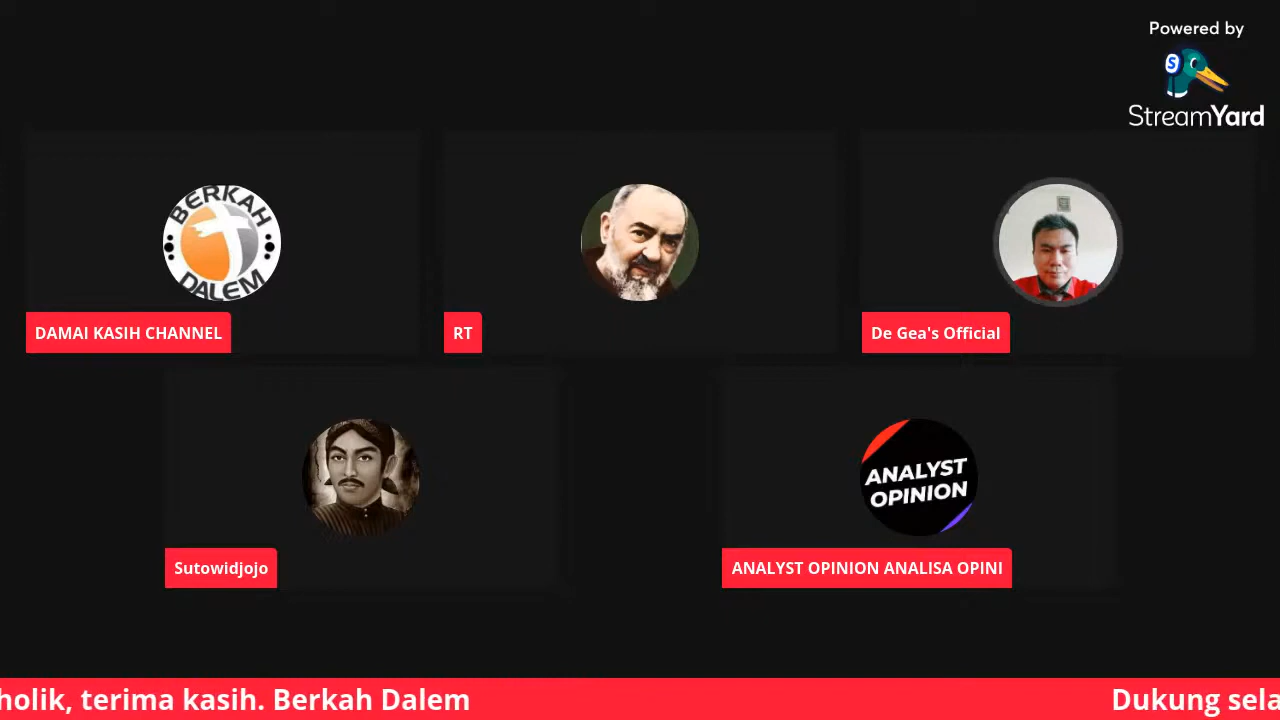 Powered by
StreamYard
BERKAH
DALEM
DAMAI KASIH CHANNEL
RT
De Gea's Official
Sutowidjojo
ANALYST
OPINION
ANALYST OPINION ANALISA OPINI
holik, terima kasih. Berkah Dalem
Dukung sela